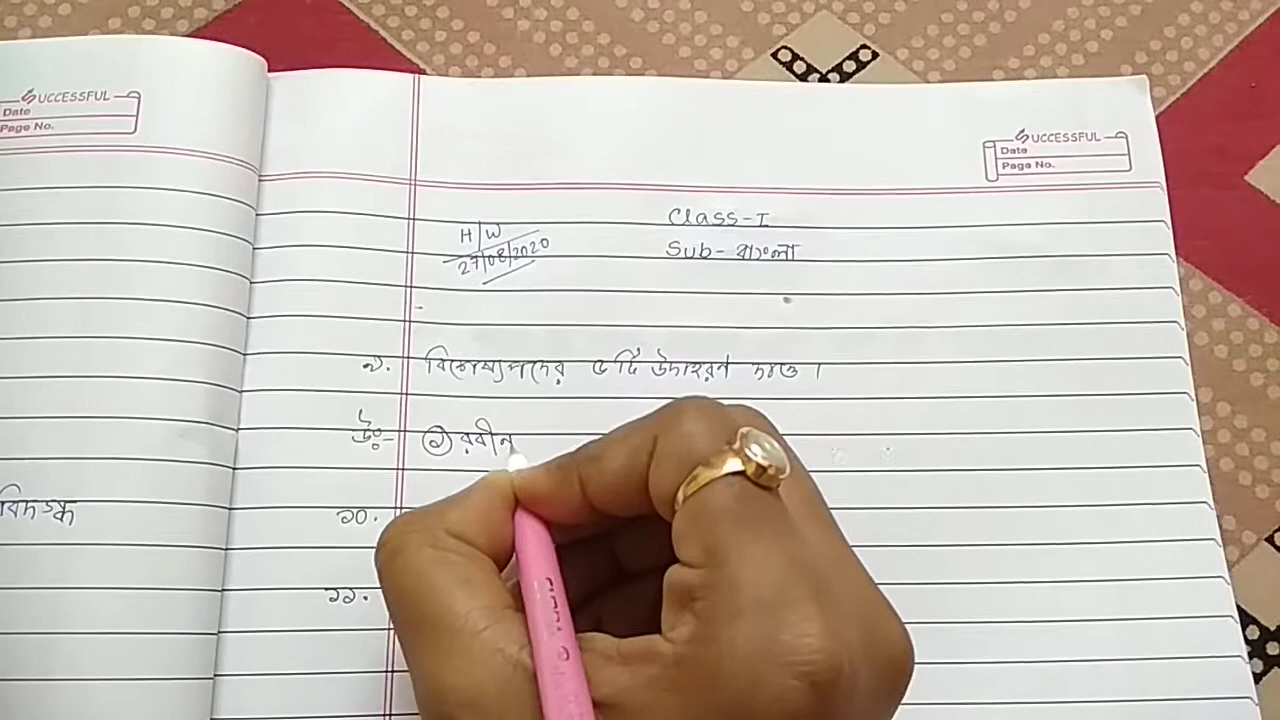 SUCCESSFUL
Date
Page No.
বিদগ্ধ
SUCCESSFUL
Date
Page No.
Class-I
H/W
27/08/2020
Sub- বাংলা
৯. বিশেষ্যপদের ৫টি উদাহরণ দাও।
উঃ- ① রবীন
১০.
১১.